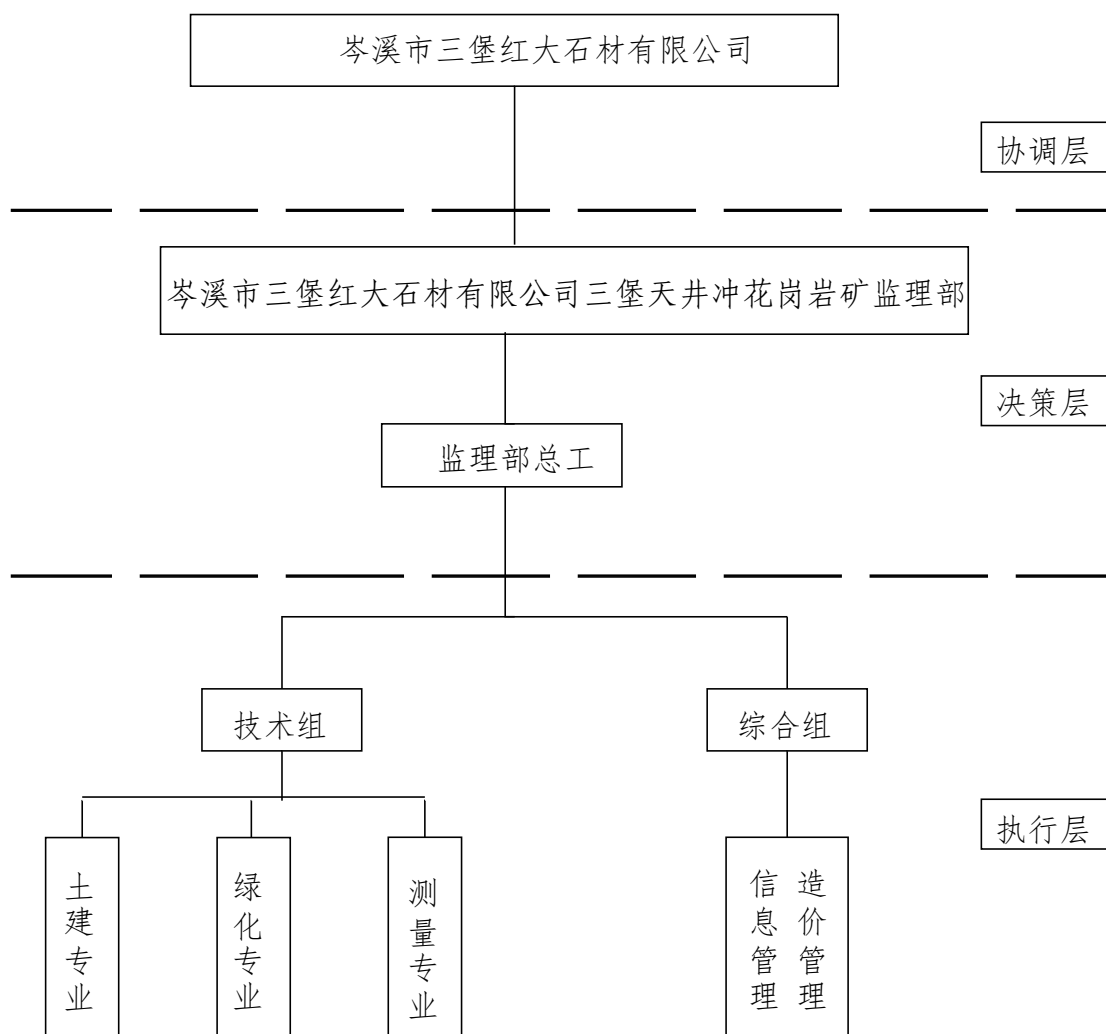 岑溪市三堡红大石材有限公司
协调层
岑溪市三堡红大石材有限公司三堡天井冲花岗岩矿监理部
决策层
监理部总工
技术组
综合组
执行层
土建专业
绿化专业
测量专业
信息管理
造价管理